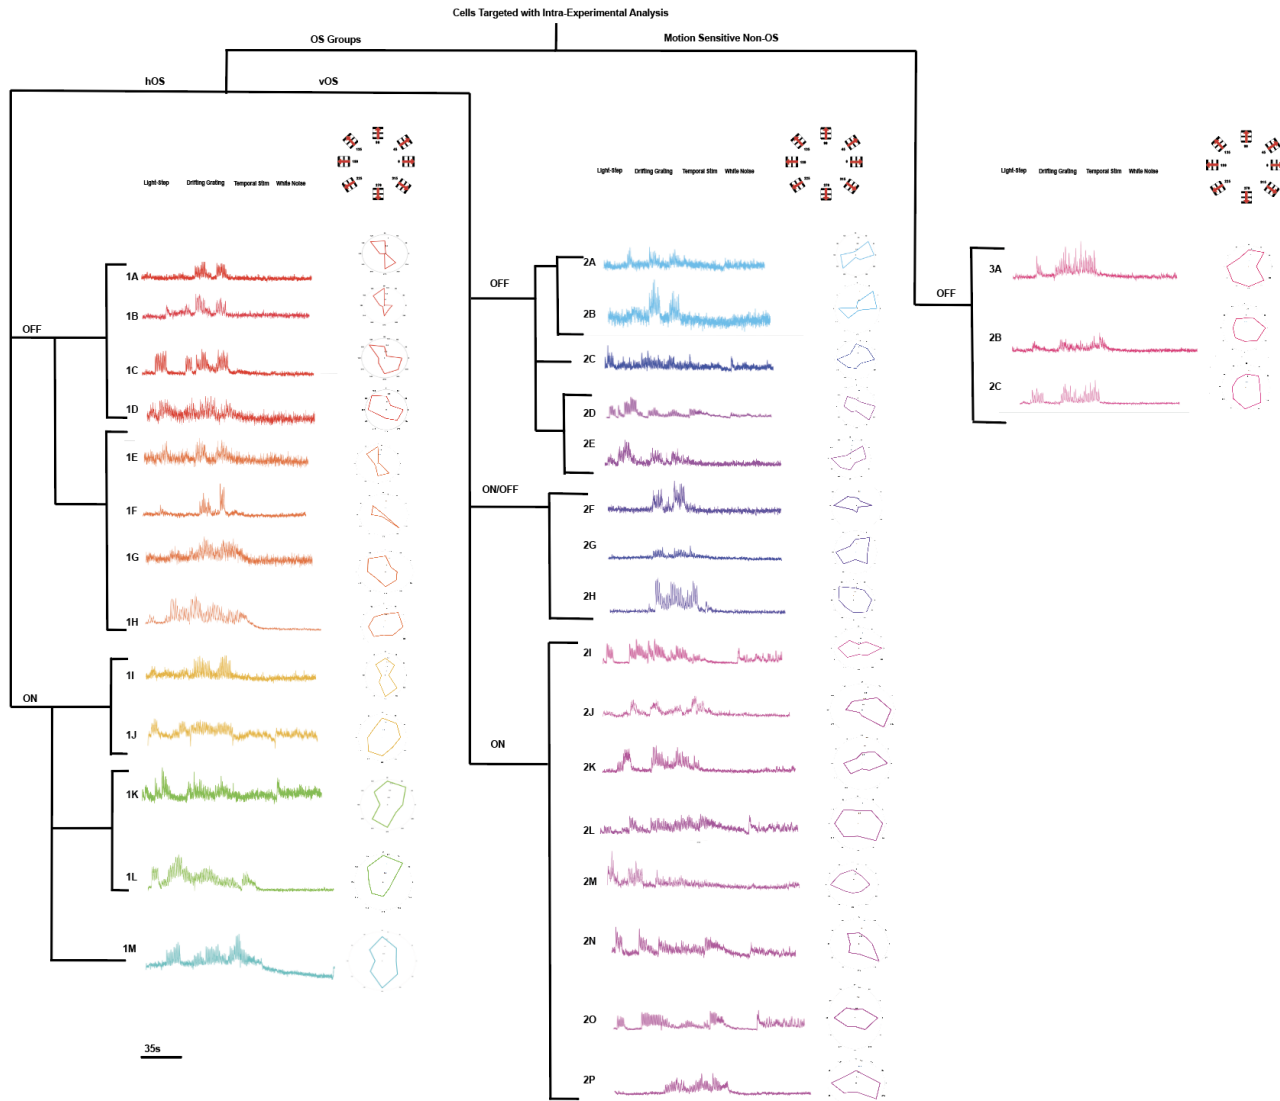 Cells Targeted with Intra-Experimental Analysis
OS Groups
Motion Sensitive Non-OS
hOS
vOS
Light-Step Drifting Grating Temporal Stim White Noise
Light-Step Drifting Grating Temporal Stim White Noise
Light-Step Drifting Grating Temporal Stim White Noise
OFF
1A
1B
1C
1D
1E
1F
1G
1H
ON
1I
1J
1K
1L
1M
35s
OFF
2A
2B
2C
2D
2E
ON/OFF
2F
2G
2H
ON
2I
2J
2K
2L
2M
2N
2O
2P
OFF
3A
2B
2C